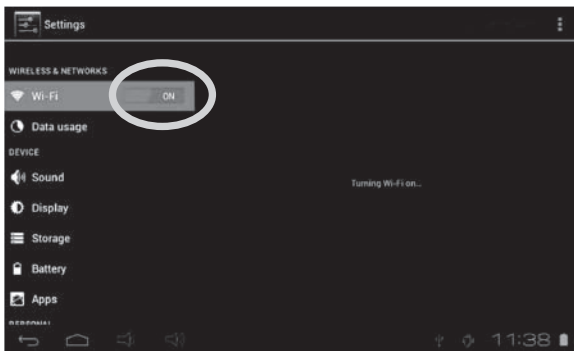 Settings
WIRELESS & NETWORKS
Wi-Fi ON
Data usage
DEVICE
Sound
Turning Wi-Fi on...
Display
Storage
Battery
Apps
PERSONAL
11:38